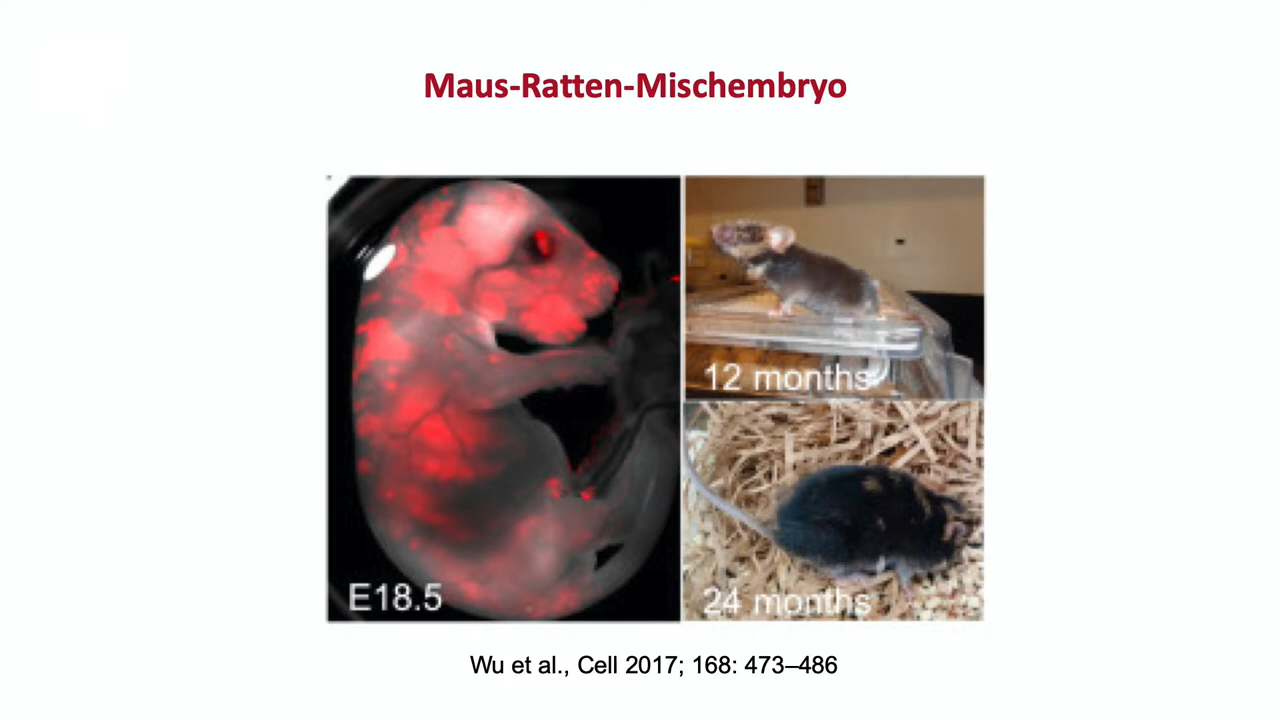 Maus-Ratten-Mischembryo
12 months
E18.5
24 months
Wu et al., Cell 2017; 168: 473–486